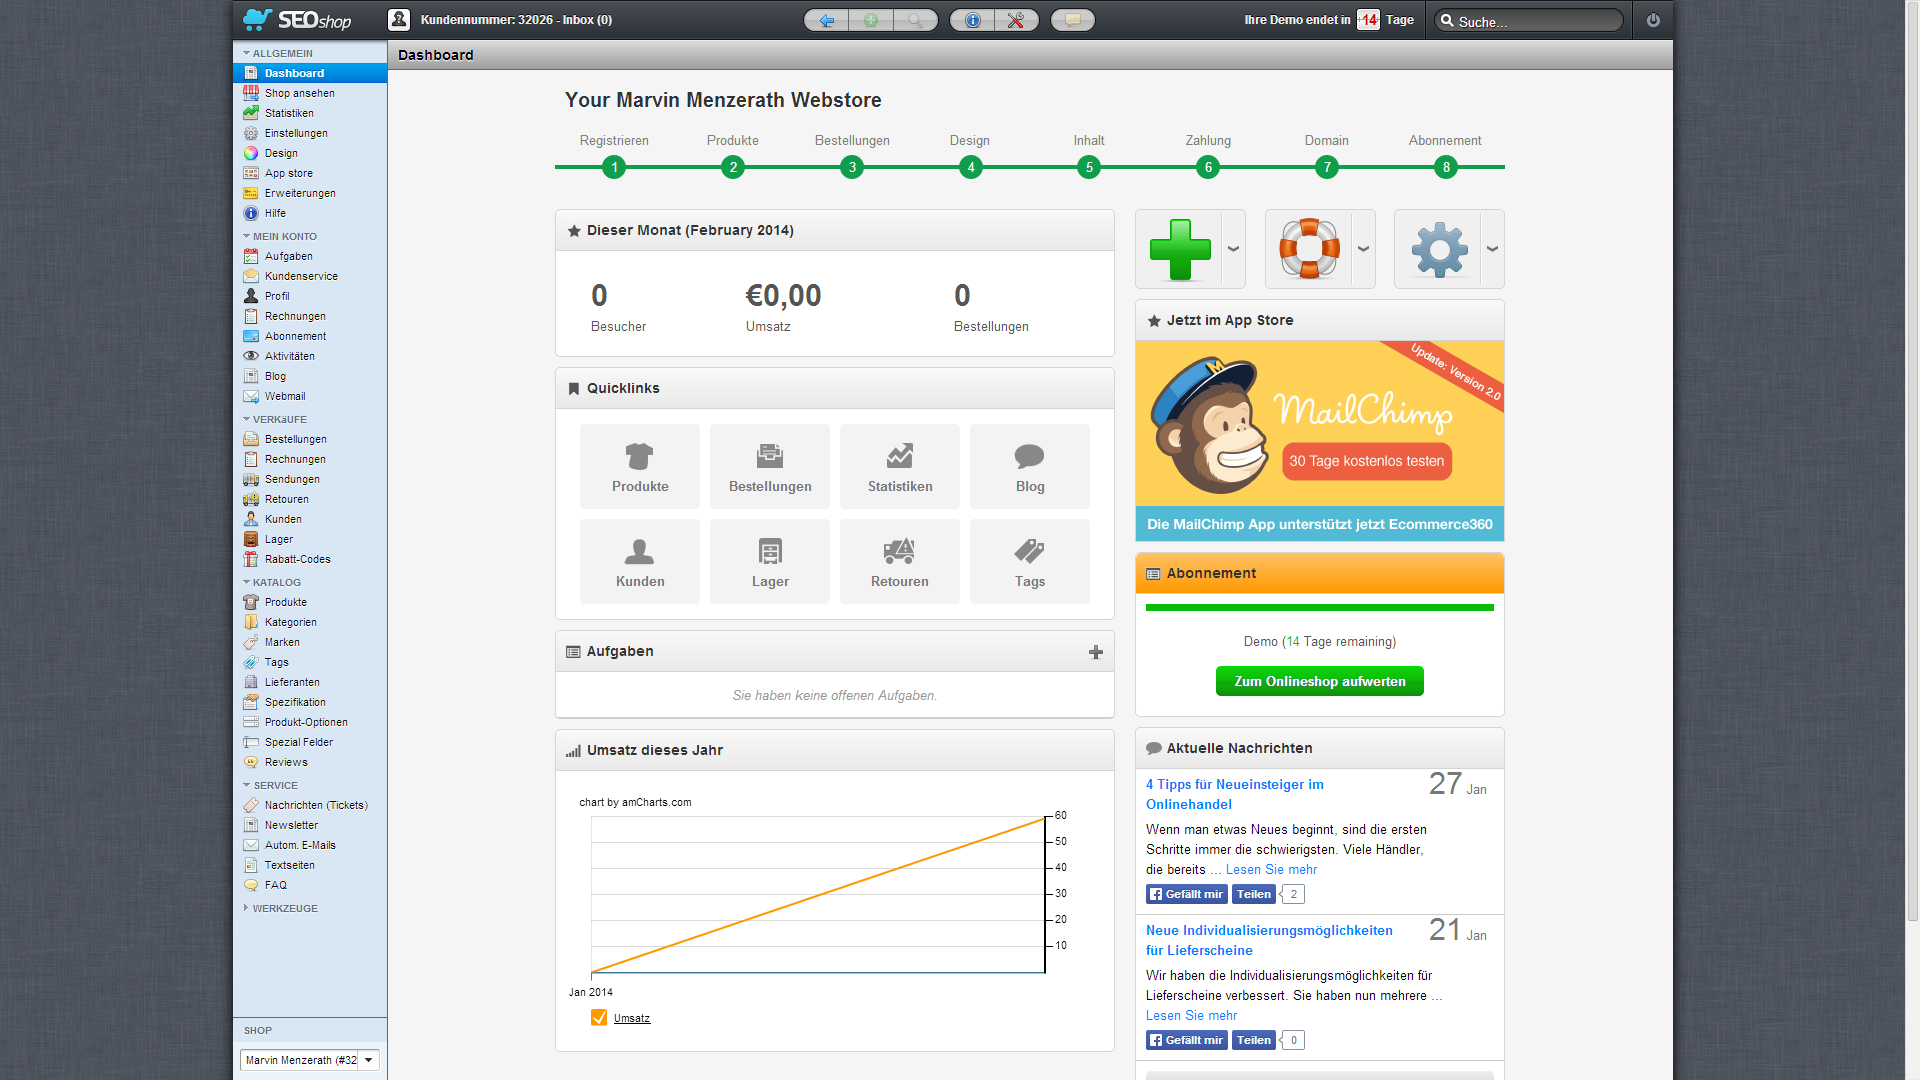 SEOshop
Kundennummer: 32026 - Inbox (0)
Ihre Demo endet in 14 Tage
Suche...
ALLGEMEIN
Dashboard
Shop ansehen
Statistiken
Einstellungen
Design
App store
Erweiterungen
Hilfe
MEIN KONTO
Aufgaben
Kundenservice
Profil
Rechnungen
Abonnement
Aktivitäten
Blog
Webmail
VERKäUFE
Bestellungen
Rechnungen
Sendungen
Retouren
Kunden
Lager
Rabatt-Codes
KATALOG
Produkte
Kategorien
Marken
Tags
Lieferanten
Spezifikation
Produkt-Optionen
Spezial Felder
Reviews
SERVICE
Nachrichten (Tickets)
Newsletter
Autom. E-Mails
Textseiten
FAQ
WERKZEUGE
SHOP
Marvin Menzerath (#32
Dashboard
Your Marvin Menzerath Webstore
Registrieren Produkte Bestellungen Design Inhalt Zahlung Domain Abonnement
1 2 3 4 5 6 7 8
Dieser Monat (February 2014)
0 €0,00 0
Besucher Umsatz Bestellungen
Quicklinks
Produkte Bestellungen Statistiken Blog
Kunden Lager Retouren Tags
Aufgaben
Sie haben keine offenen Aufgaben.
Umsatz dieses Jahr
chart by amCharts.com
60
50
40
30
20
10
Jan 2014
Umsatz
Jetzt im App Store
Update: Version 2.0
M
MailChimp
30 Tage kostenlos testen
Die MailChimp App unterstützt jetzt Ecommerce360
Abonnement
Demo (14 Tage remaining)
Zum Onlineshop aufwerten
Aktuelle Nachrichten
4 Tipps für Neueinsteiger im
Onlinehandel
27 Jan
Wenn man etwas Neues beginnt, sind die ersten
Schritte immer die schwierigsten. Viele Händler,
die bereits ... Lesen Sie mehr
Gefällt mir Teilen 2
Neue Individualisierungsmöglichkeiten
für Lieferscheine
21 Jan
Wir haben die Individualisierungsmöglichkeiten für
Lieferscheine verbessert. Sie haben nun mehrere ...
Lesen Sie mehr
Gefällt mir Teilen 0